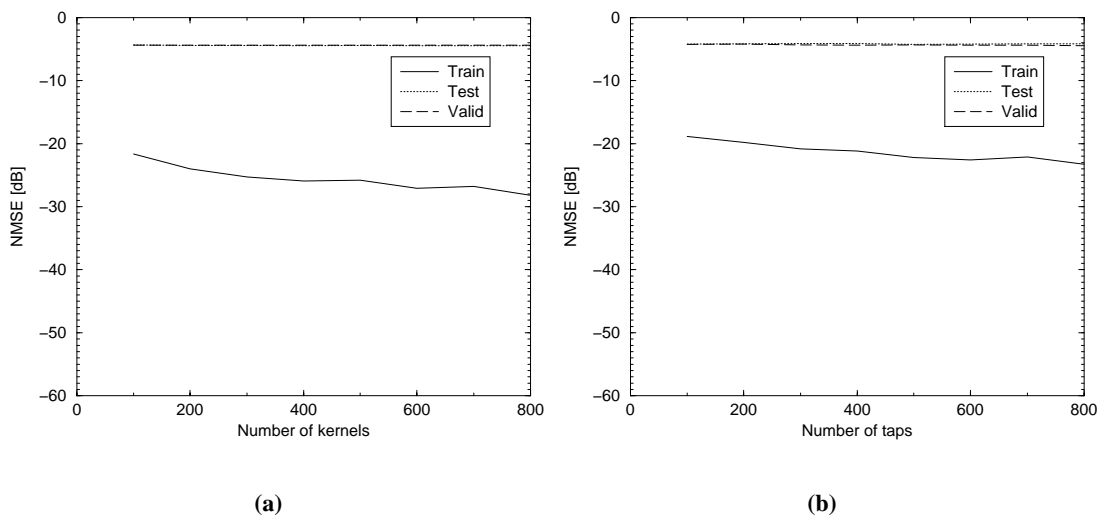 0
−10
−20
−30
−40
−50
−60
NMSE [dB]
0
200
400
600
800
Number of kernels
Train
Test
Valid
(a)
0
−10
−20
−30
−40
−50
−60
NMSE [dB]
0
200
400
600
800
Number of taps
Train
Test
Valid
(b)